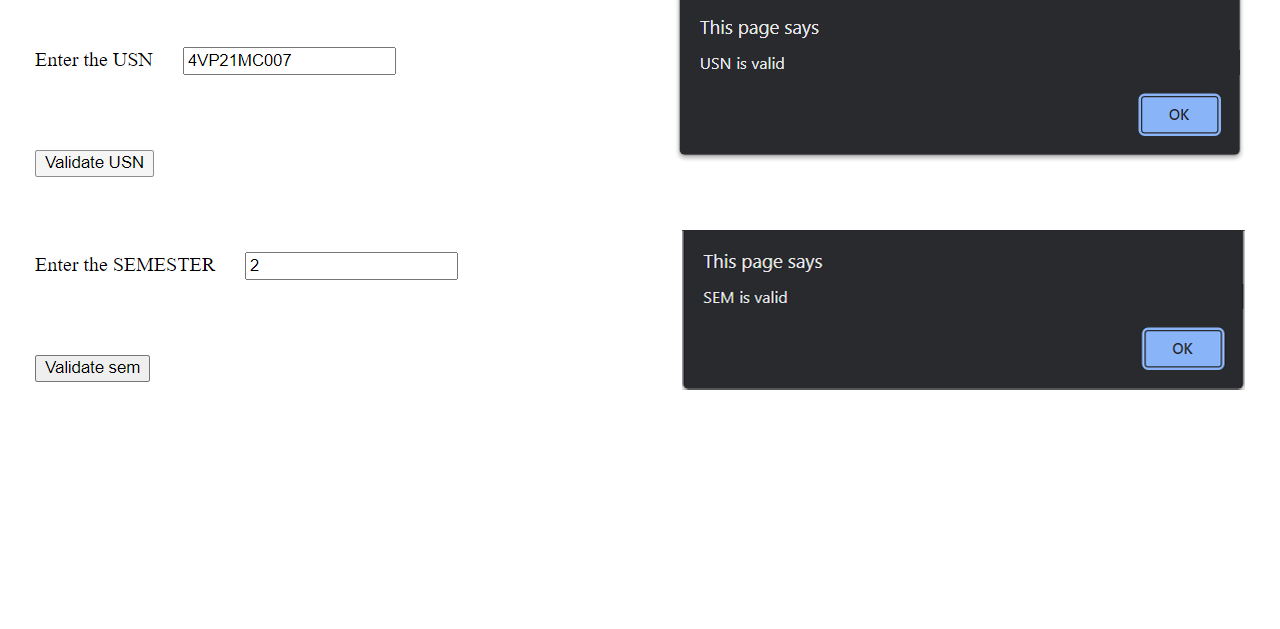 Enter the USN 4VP21MC007
Validate USN
Enter the SEMESTER 2
Validate sem
This page says
USN is valid
OK
This page says
SEM is valid
OK